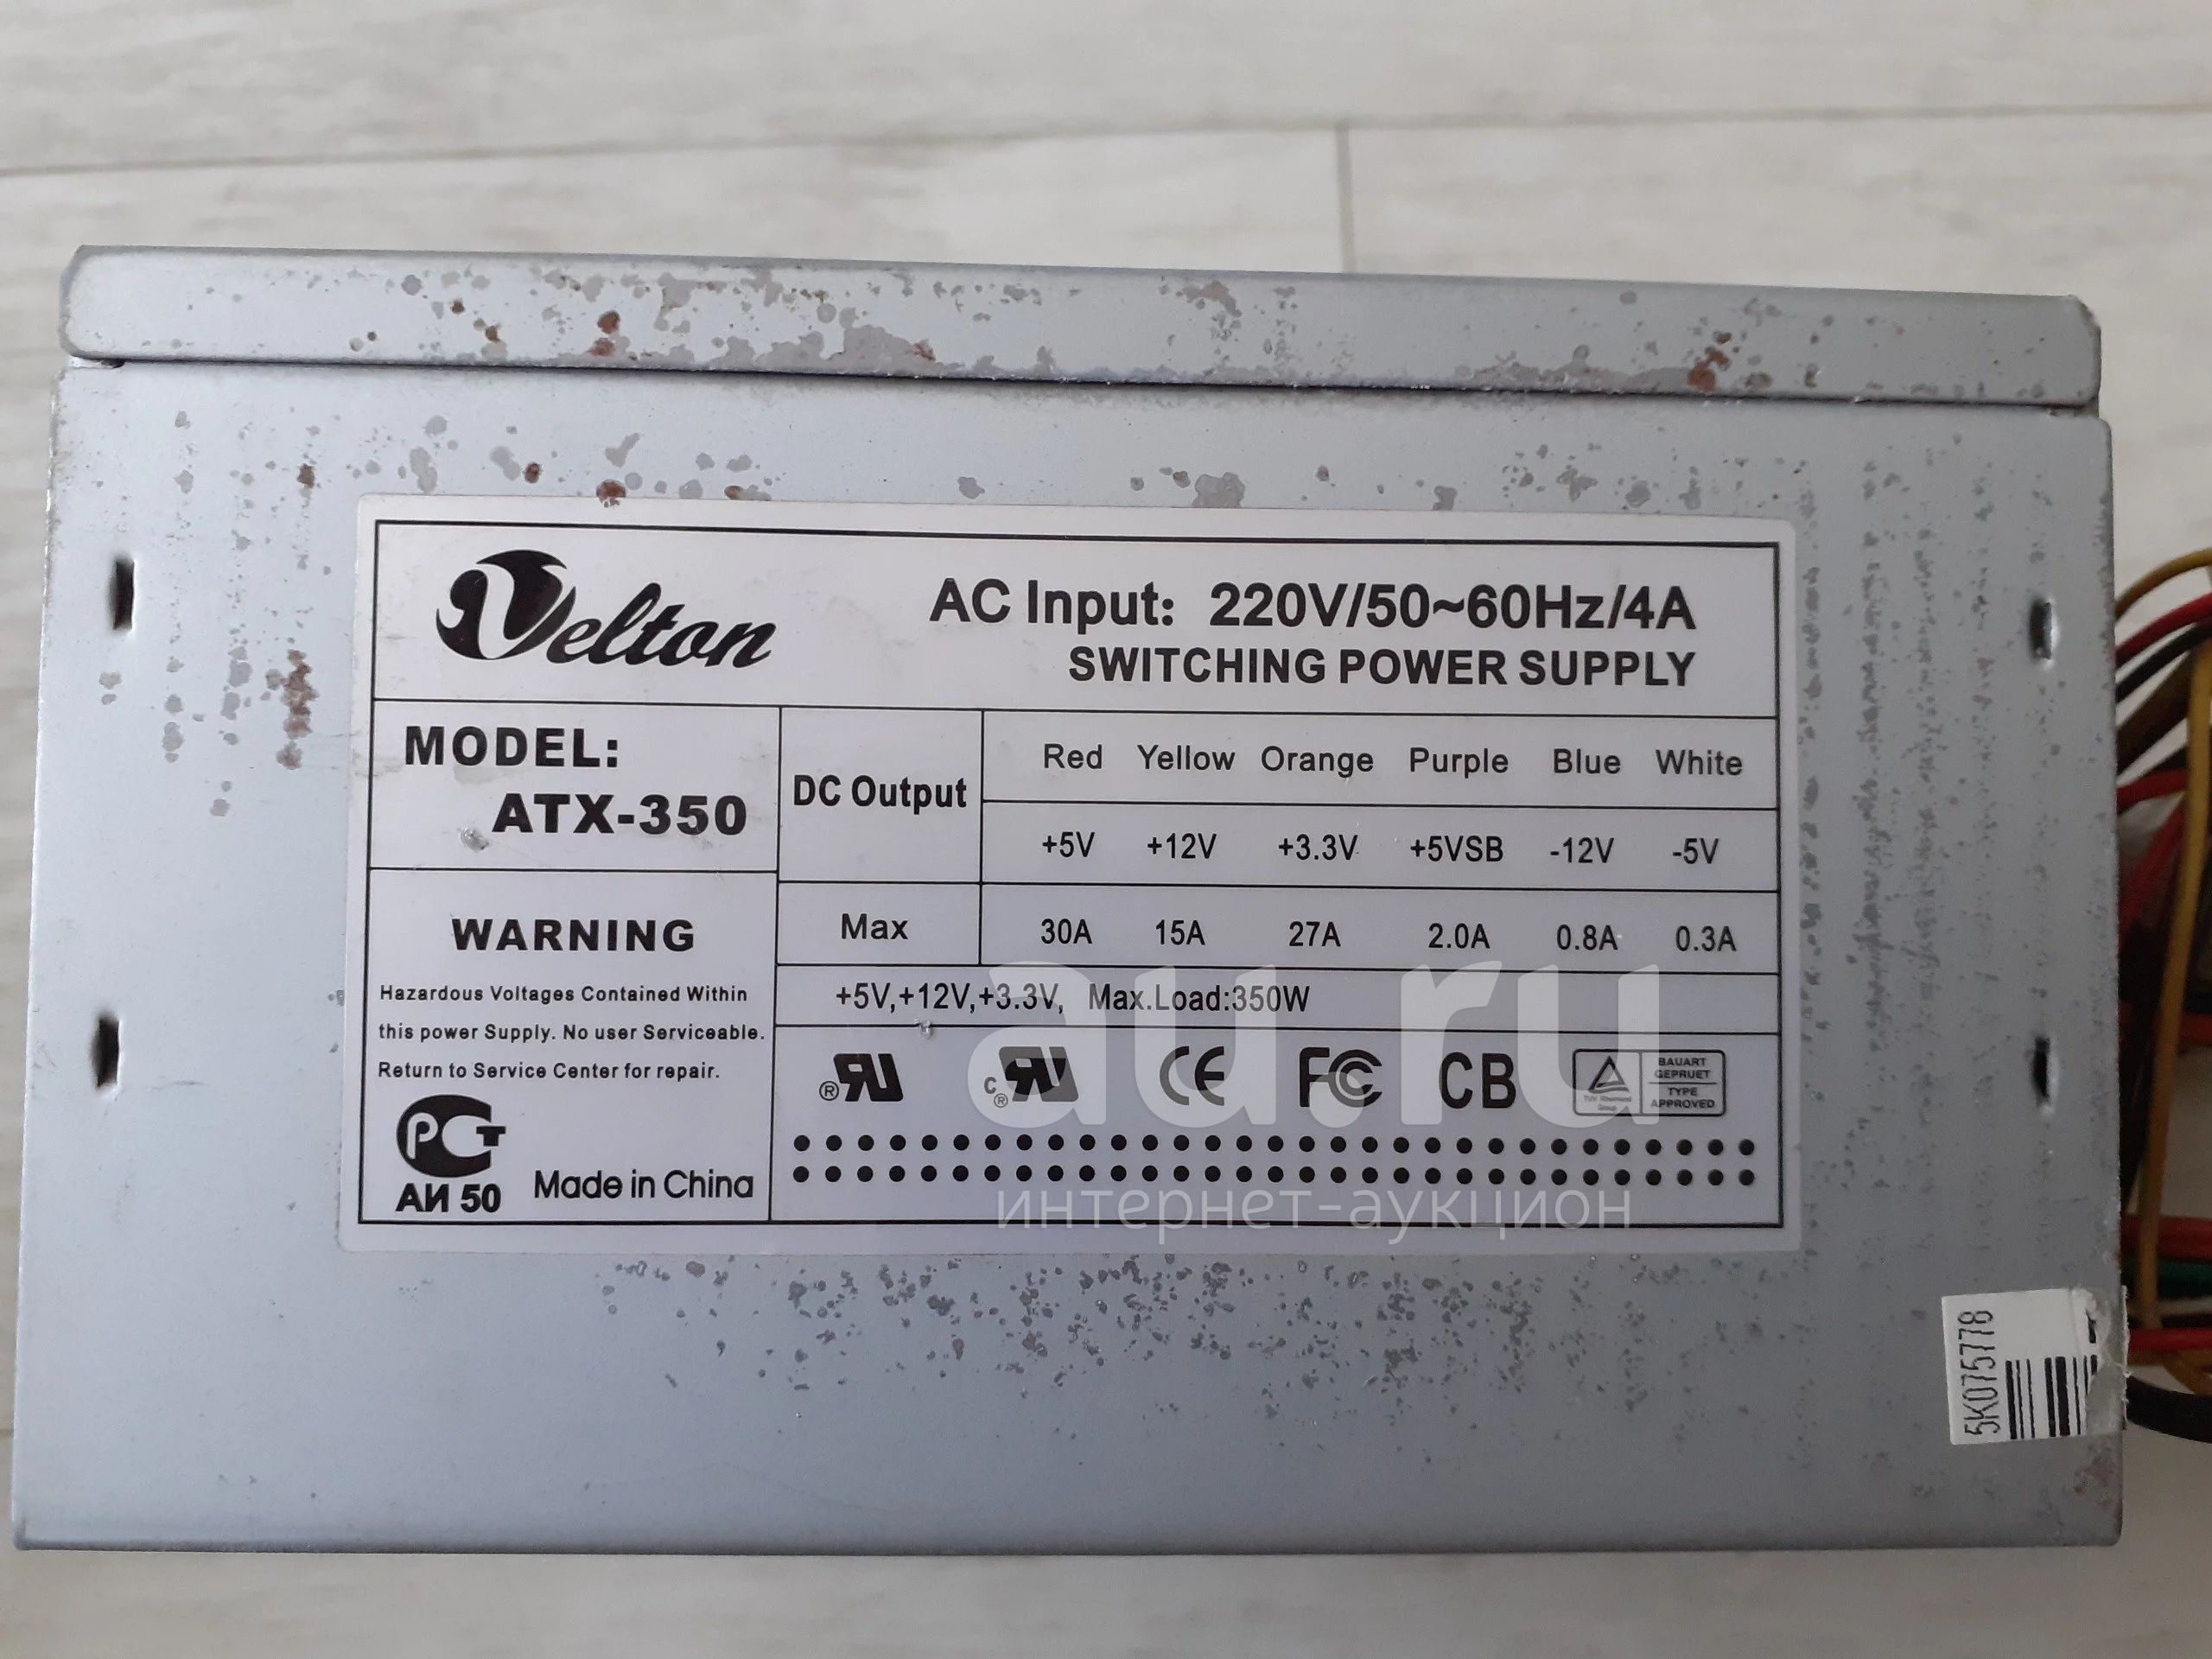 Velton
AC Input: 220V/50~60Hz/4A
SWITCHING POWER SUPPLY
MODEL:
ATX-350
DC Output
Red Yellow Orange Purple Blue White
+5V +12V +3.3V +5VSB -12V -5V
Max 30A 15A 27A 2.0A 0.8A 0.3A
+5V,+12V,+3.3V, Max.Load:350W
WARNING
Hazardous Voltages Contained Within
this power Supply. No user Serviceable.
Return to Service Center for repair.
РСТ
АИ 50
Made in China
® RU
C RU ®
CE
FC
CB
BAUART
GEPRUET
TYPE
APPROVED
au.ru
интернет-аукцион
5K075778